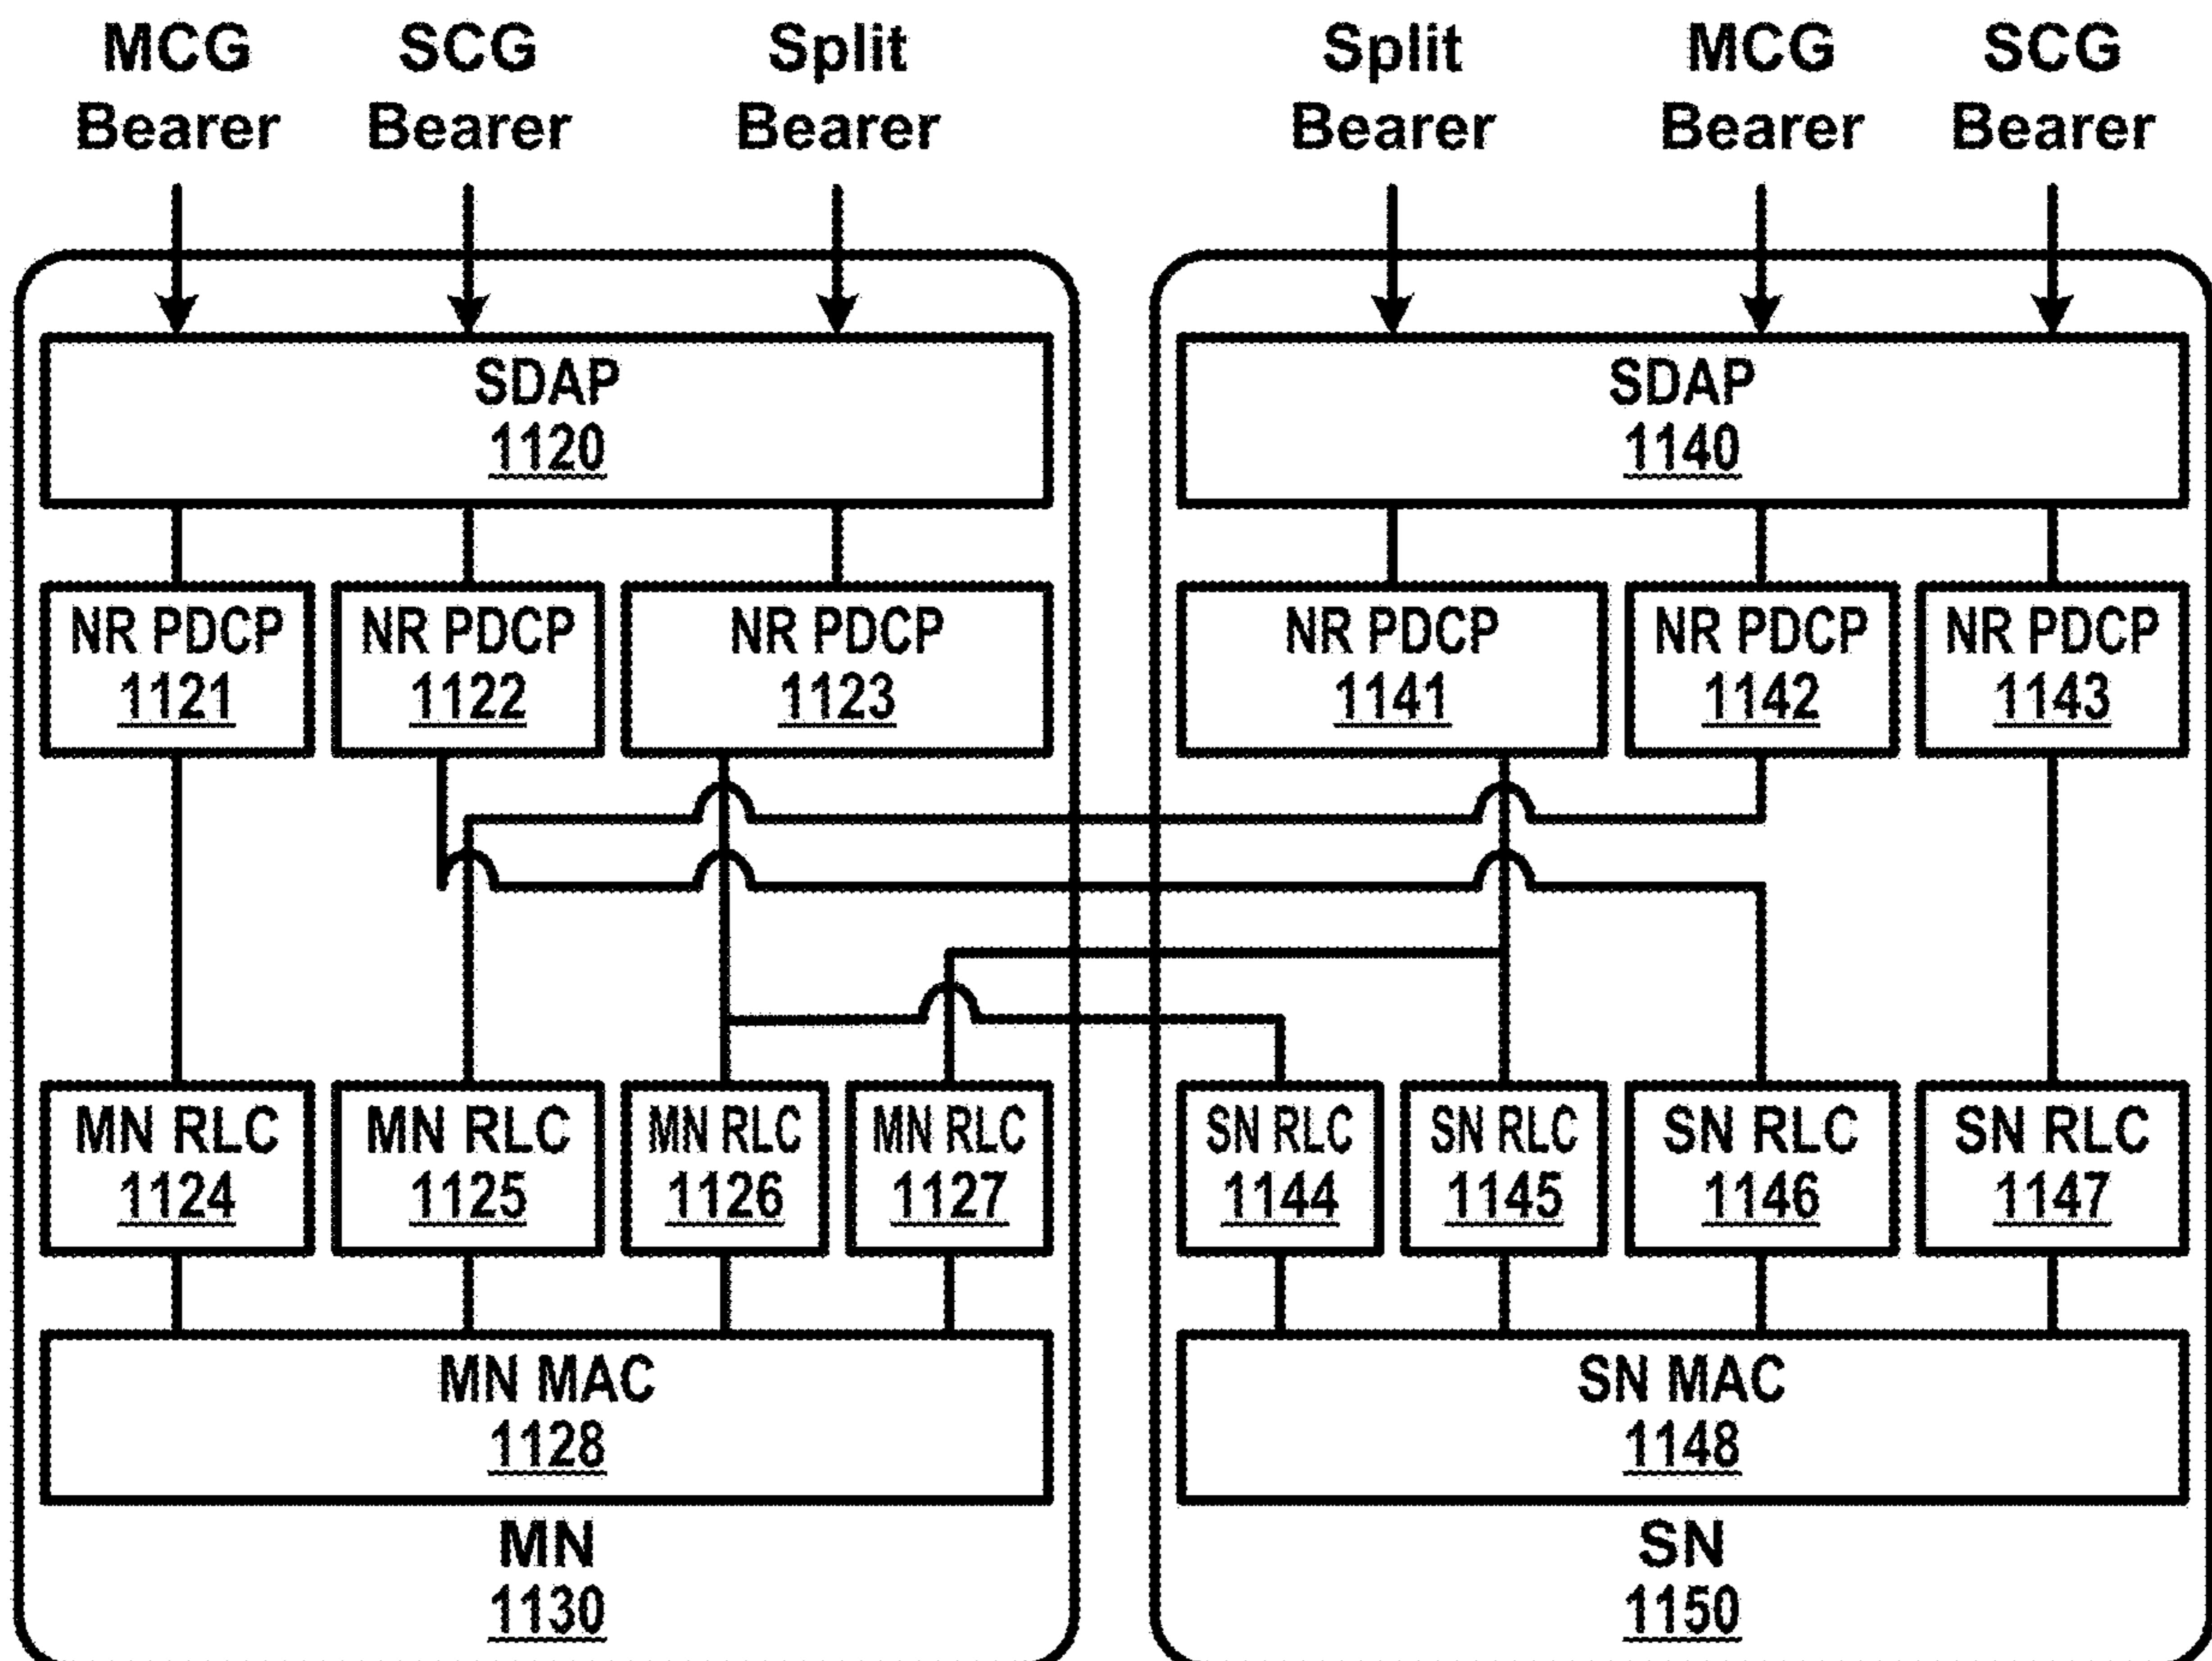 MCG
Bearer
SCG
Bearer
Split
Bearer
Split
Bearer
MCG
Bearer
SCG
Bearer
SDAP
1120
SDAP
1140
NR PDCP
1121
NR PDCP
1122
NR PDCP
1123
NR PDCP
1141
NR PDCP
1142
NR PDCP
1143
MN RLC
1124
MN RLC
1125
MN RLC
1126
MN RLC
1127
SN RLC
1144
SN RLC
1145
SN RLC
1146
SN RLC
1147
MN MAC
1128
SN MAC
1148
MN
1130
SN
1150